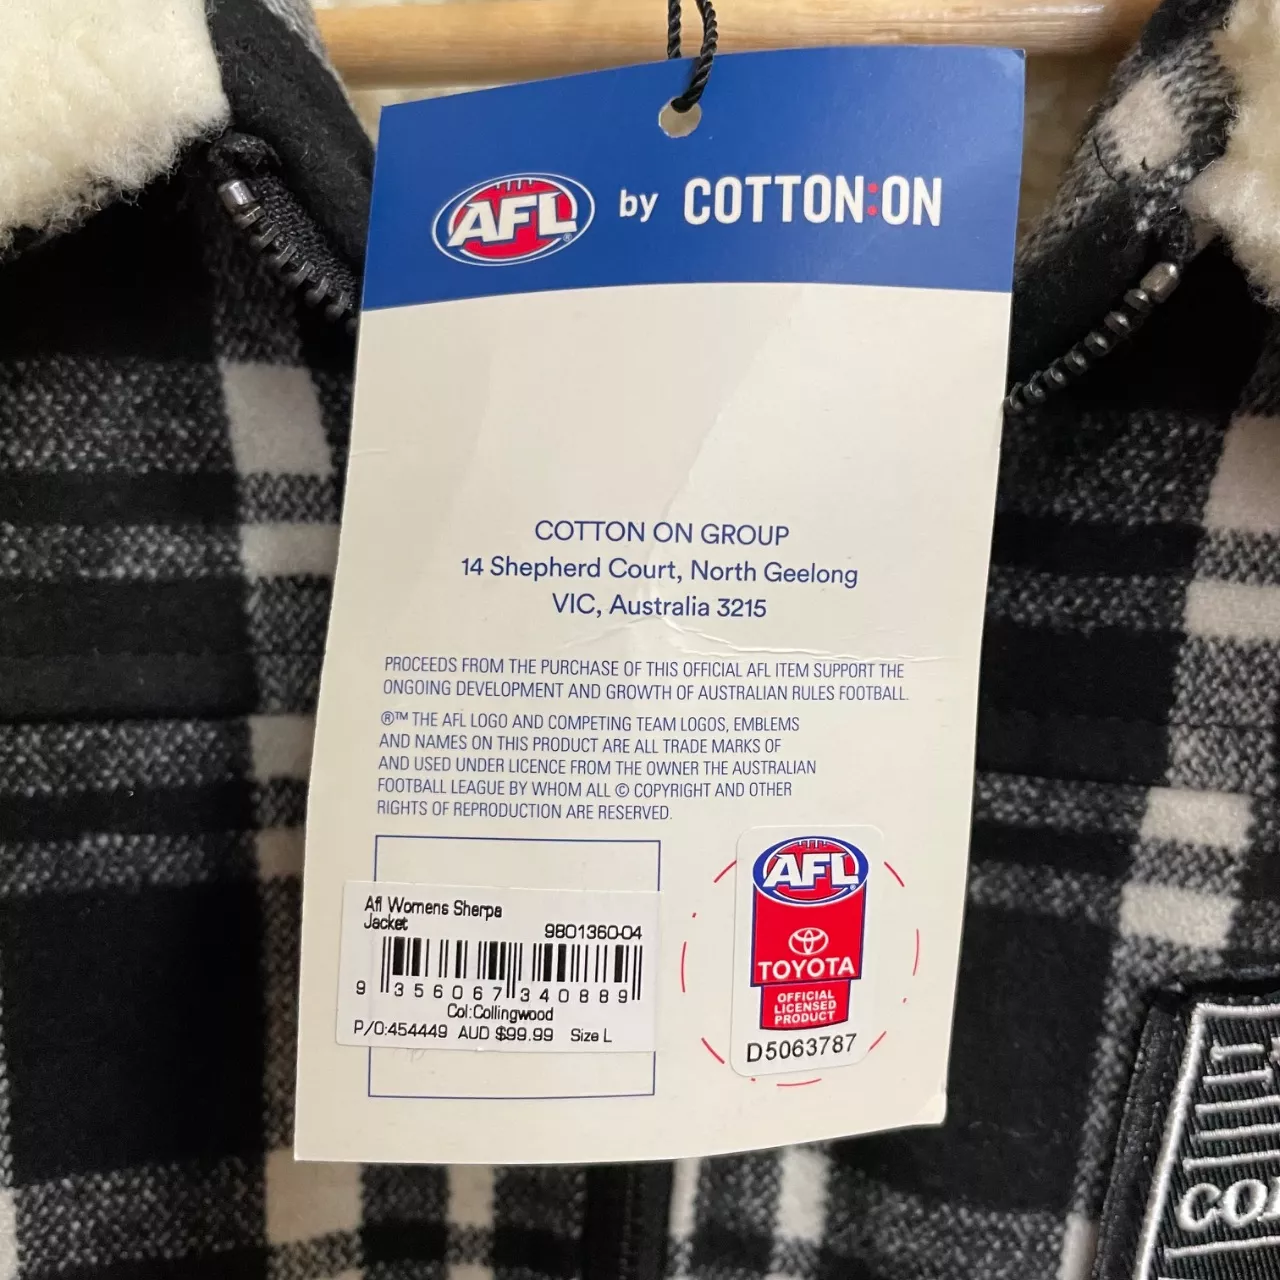 AFL by COTTON:ON
COTTON ON GROUP
14 Shepherd Court, North Geelong
VIC, Australia 3215
PROCEEDS FROM THE PURCHASE OF THIS OFFICIAL AFL ITEM SUPPORT THE
ONGOING DEVELOPMENT AND GROWTH OF AUSTRALIAN RULES FOOTBALL.
®™ THE AFL LOGO AND COMPETING TEAM LOGOS, EMBLEMS
AND NAMES ON THIS PRODUCT ARE ALL TRADE MARKS OF
AND USED UNDER LICENCE FROM THE OWNER THE AUSTRALIAN
FOOTBALL LEAGUE BY WHOM ALL © COPYRIGHT AND OTHER
RIGHTS OF REPRODUCTION ARE RESERVED.
Afl Womens Sherpa
Jacket
9801360-04
9 356067 340889
Col:Collingwood
P/O:454449 AUD $99.99 Size L
AFL
TOYOTA
OFFICIAL
LICENSED
PRODUCT
D5063787